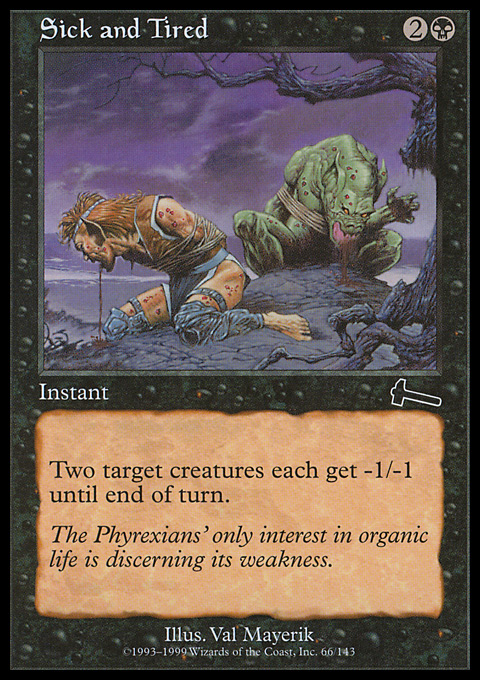 Sick and Tired 2
Instant
Two target creatures each get -1/-1
until end of turn.
The Phyrexians' only interest in organic
life is discerning its weakness.
Illus. Val Mayerik
©1993–1999 Wizards of the Coast, Inc. 66/143